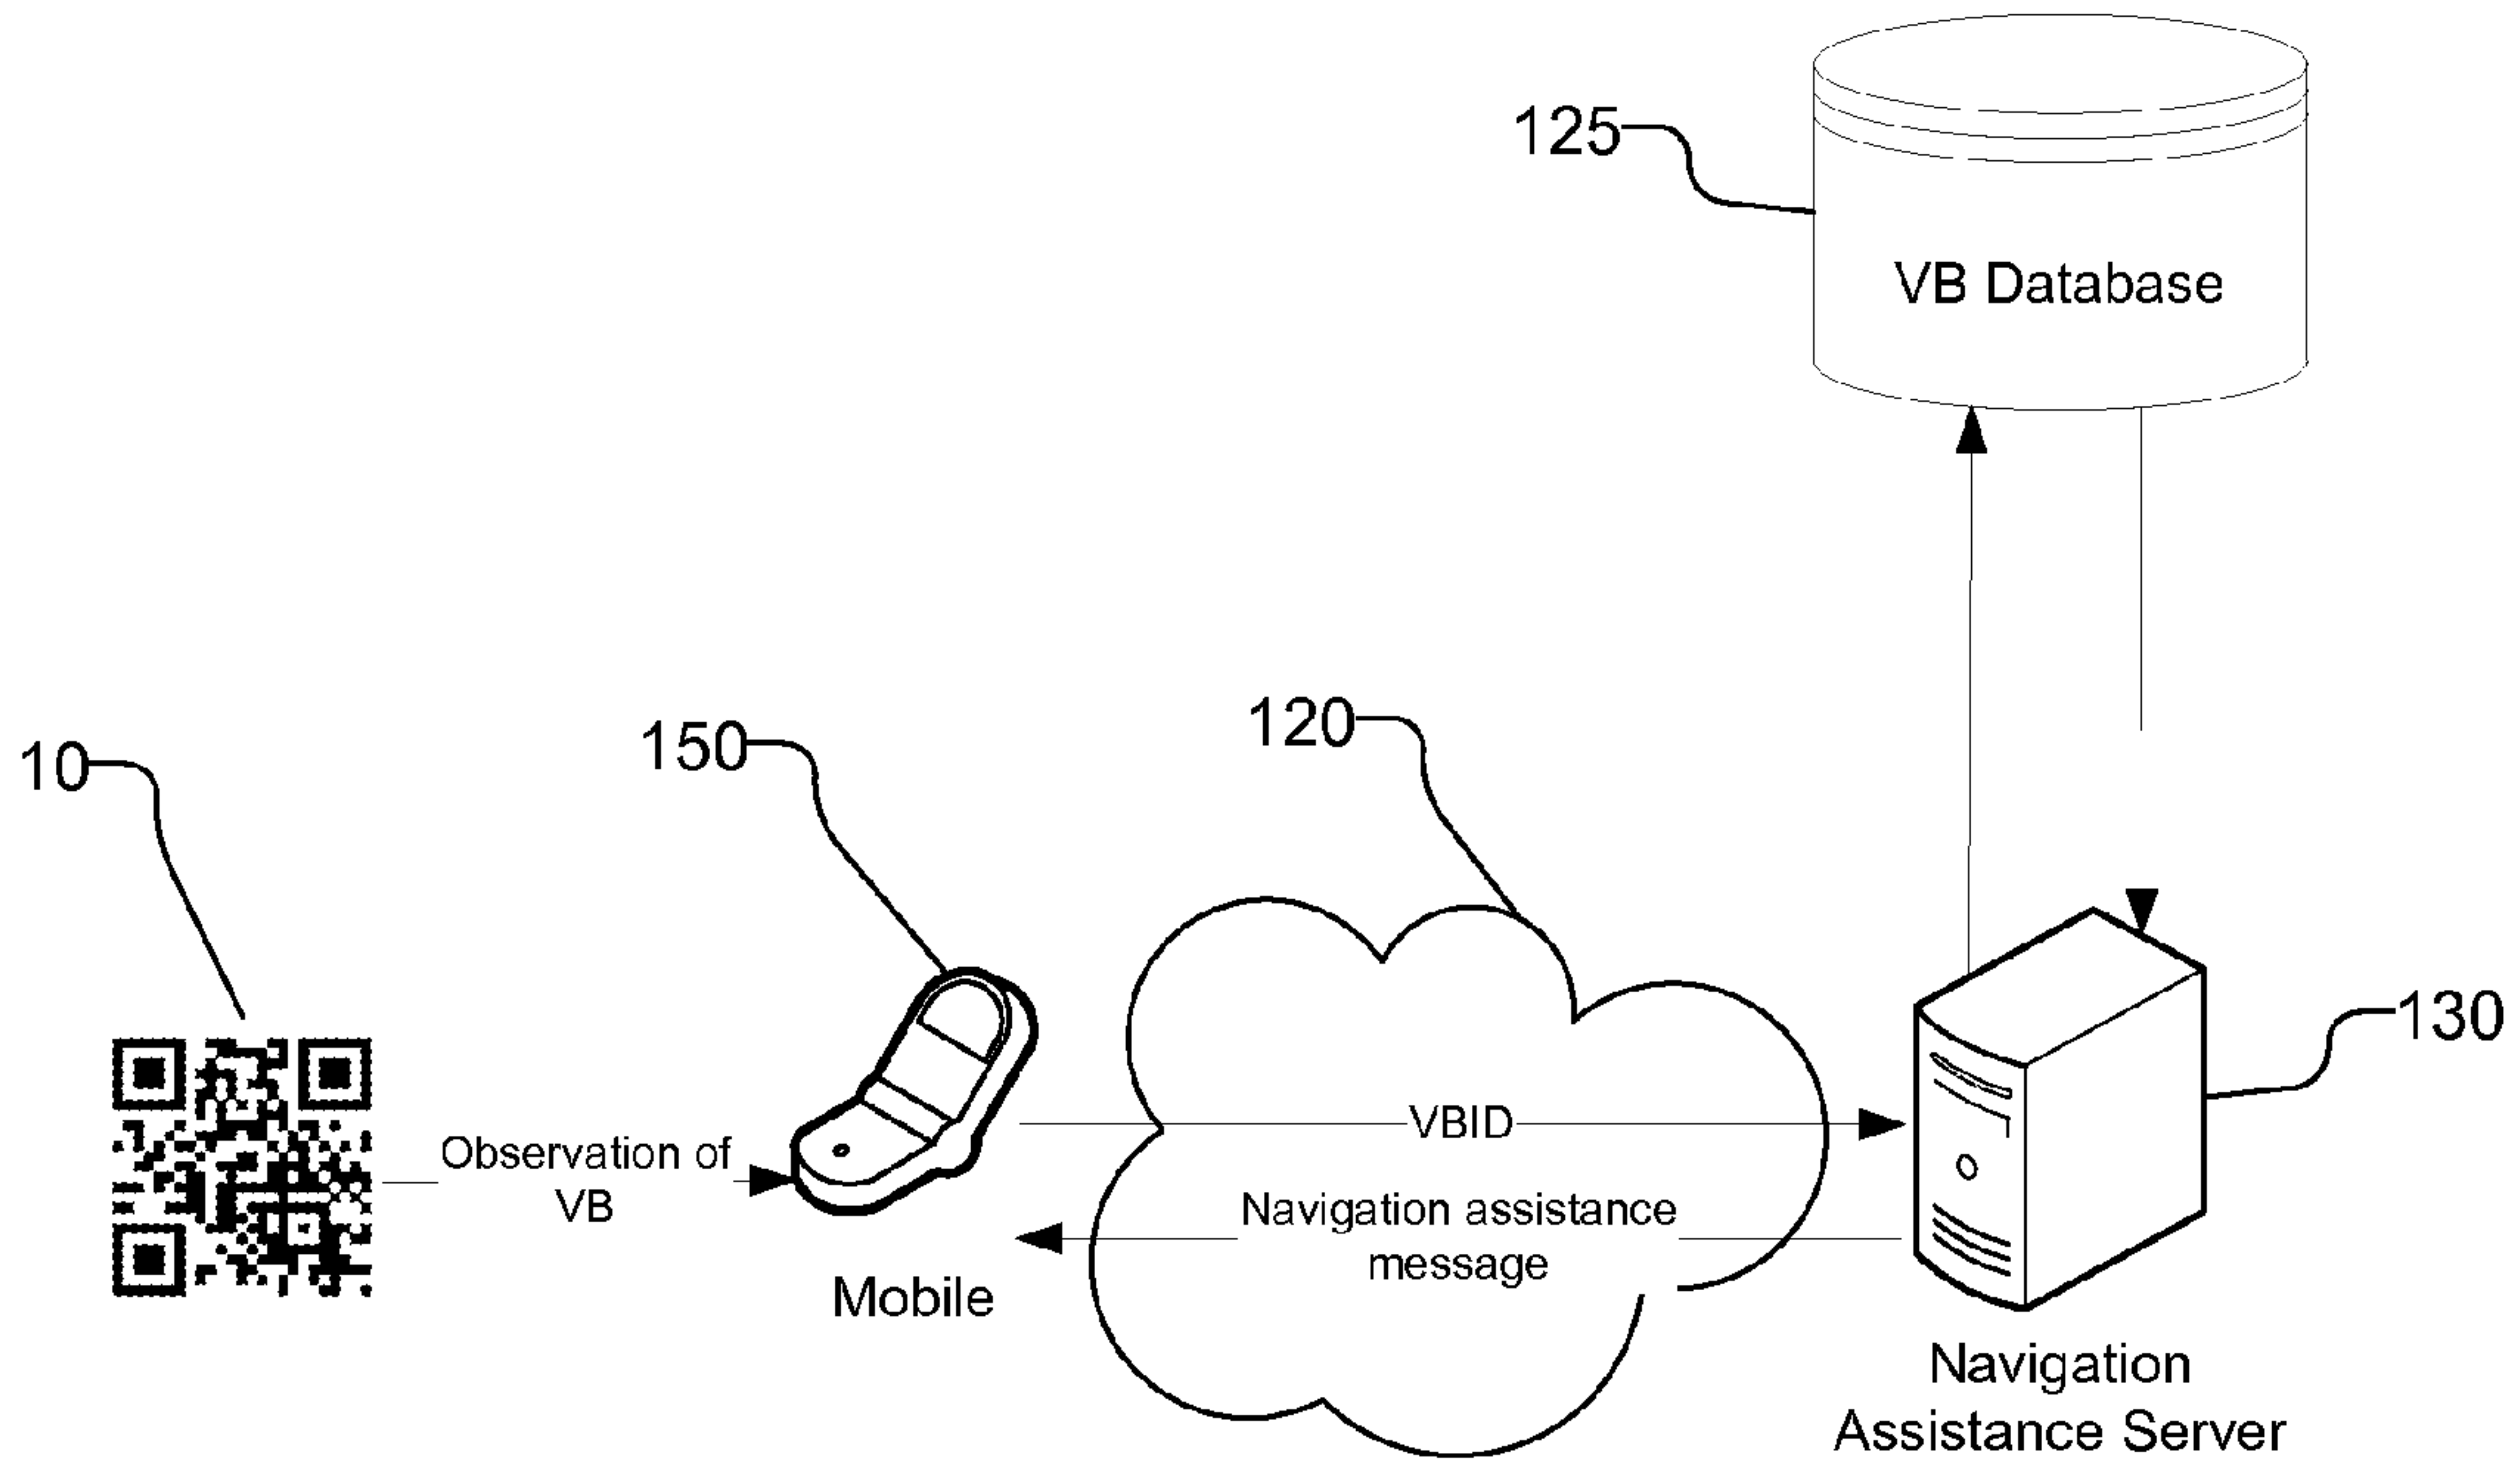 125
VB Database
10
150
120
130
Observation of
VB
VBID
Navigation assistance
message
Mobile
Navigation
Assistance Server